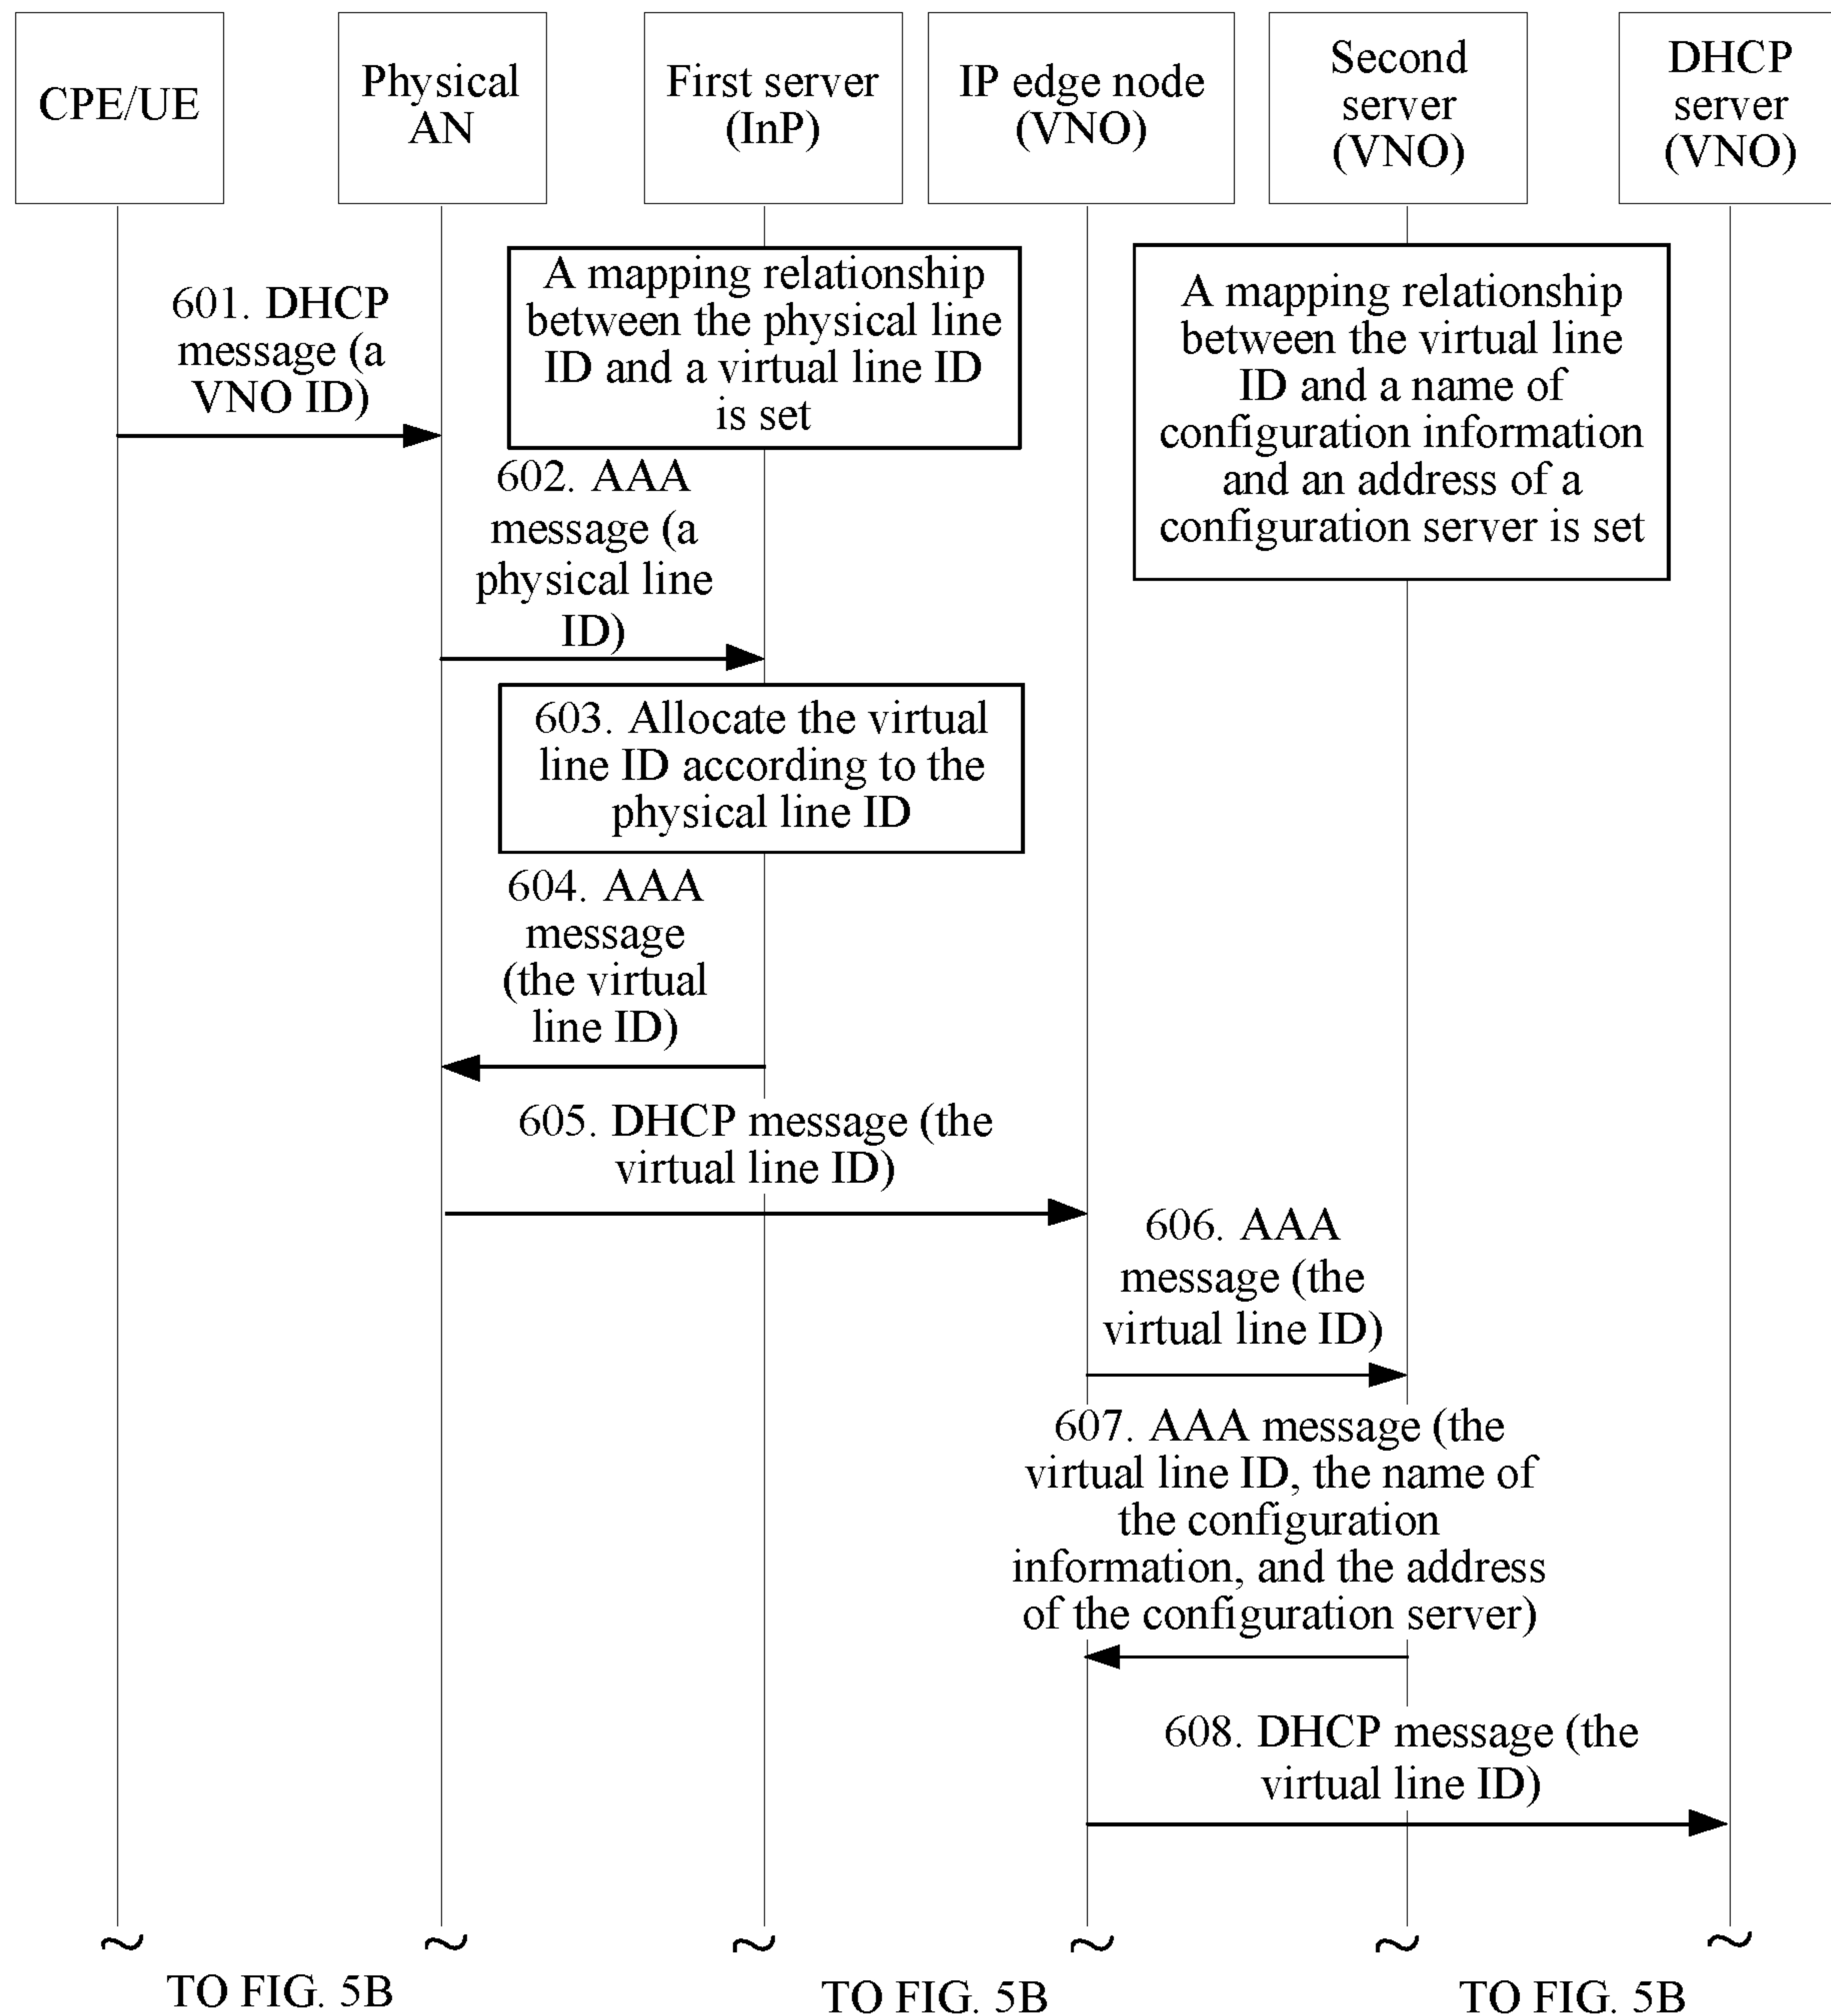 CPE/UE
Physical
AN
First server
(InP)
IP edge node
(VNO)
Second
server
(VNO)
DHCP
server
(VNO)
A mapping relationship
between the physical line
ID and a virtual line ID
is set
A mapping relationship
between the virtual line
ID and a name of
configuration information
and an address of a
configuration server is set
601. DHCP
message (a
VNO ID)
602. AAA
message (a
physical line
ID)
603. Allocate the virtual
line ID according to the
physical line ID
604. AAA
message
(the virtual
line ID)
605. DHCP message (the
virtual line ID)
606. AAA
message (the
virtual line ID)
607. AAA message (the
virtual line ID, the name of
the configuration
information, and the address
of the configuration server)
608. DHCP message (the
virtual line ID)
TO FIG. 5B
TO FIG. 5B
TO FIG. 5B